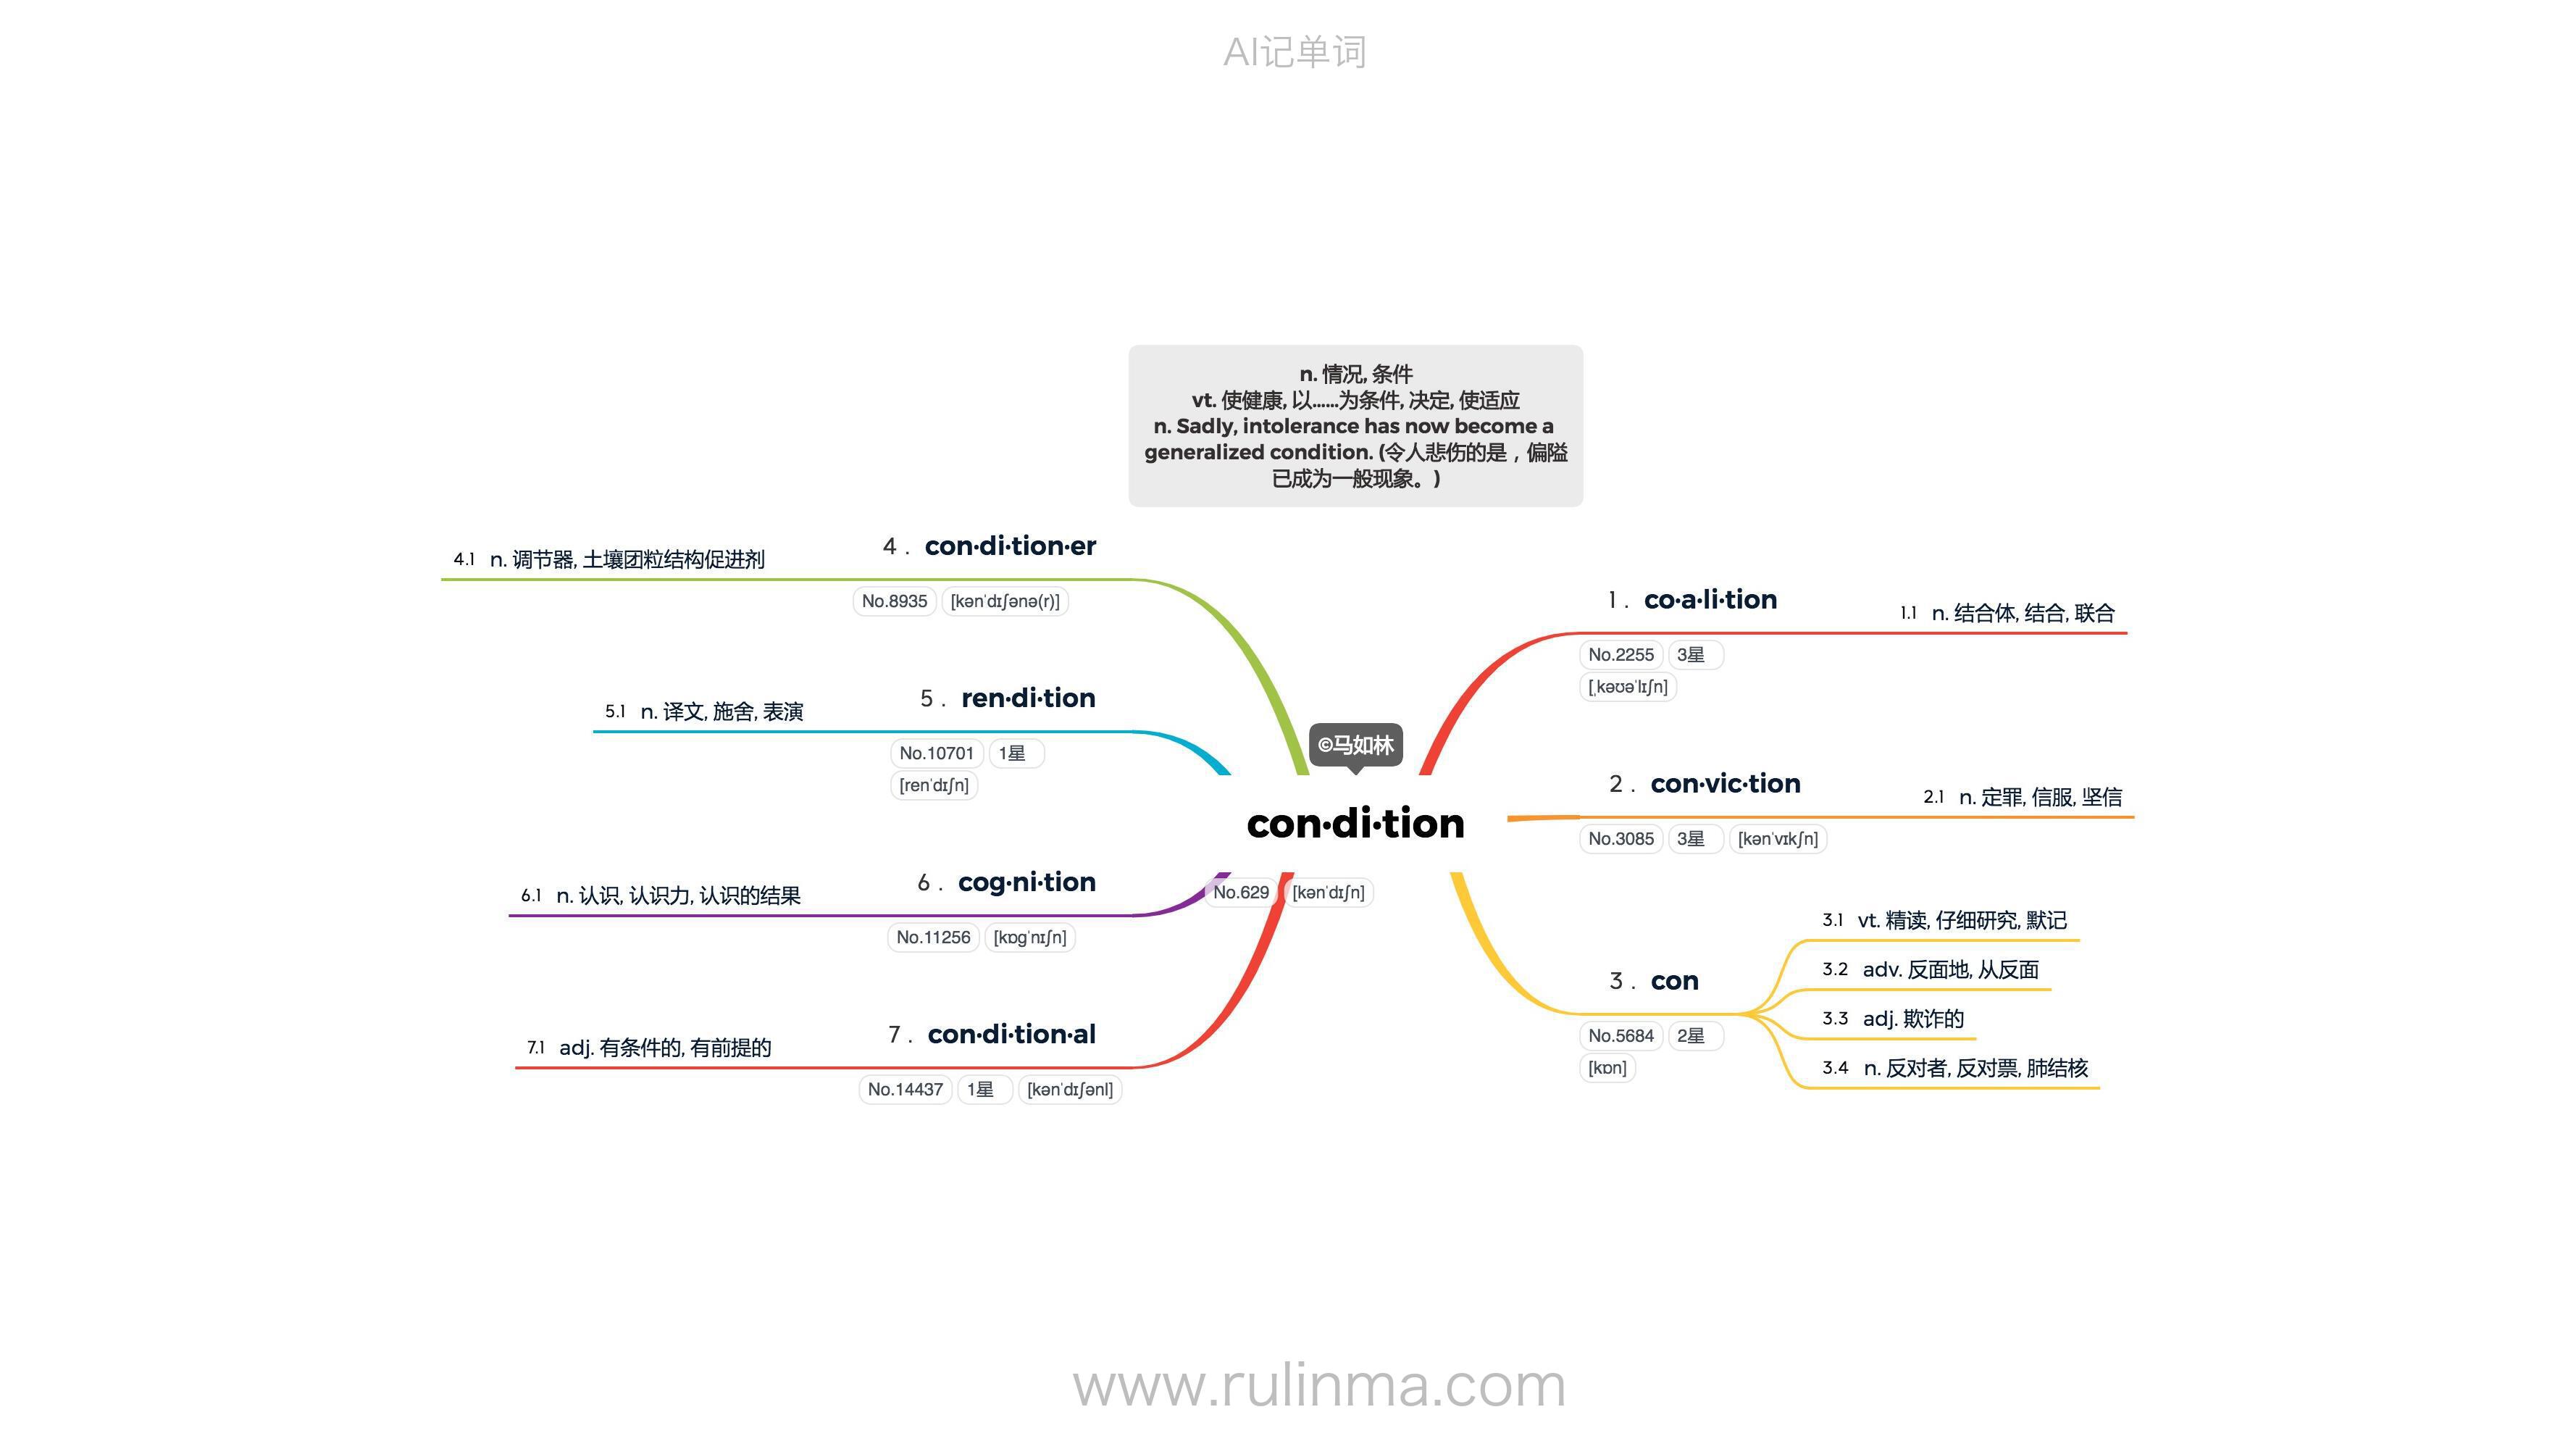 AI记单词
n. 情况, 条件
vt. 使健康, 以……为条件, 决定, 使适应
n. Sadly, intolerance has now become a
generalized condition. (令人悲伤的是，偏隘
已成为一般现象。)
©马如林
con·di·tion
No.629 [kənˈdɪʃn]
1 . co·a·li·tion
No.2255 3星
[ˌkəʊəˈlɪʃn]
1.1 n. 结合体, 结合, 联合
2 . con·vic·tion
No.3085 3星 [kənˈvɪkʃn]
2.1 n. 定罪, 信服, 坚信
3 . con
No.5684 2星
[kɒn]
3.1 vt. 精读, 仔细研究, 默记
3.2 adv. 反面地, 从反面
3.3 adj. 欺诈的
3.4 n. 反对者, 反对票, 肺结核
4 . con·di·tion·er
No.8935 [kənˈdɪʃənə(r)]
4.1 n. 调节器, 土壤团粒结构促进剂
5 . ren·di·tion
No.10701 1星
[renˈdɪʃn]
5.1 n. 译文, 施舍, 表演
6 . cog·ni·tion
No.11256 [kɒgˈnɪʃn]
6.1 n. 认识, 认识力, 认识的结果
7 . con·di·tion·al
No.14437 1星 [kənˈdɪʃənl]
7.1 adj. 有条件的, 有前提的
www.rulinma.com